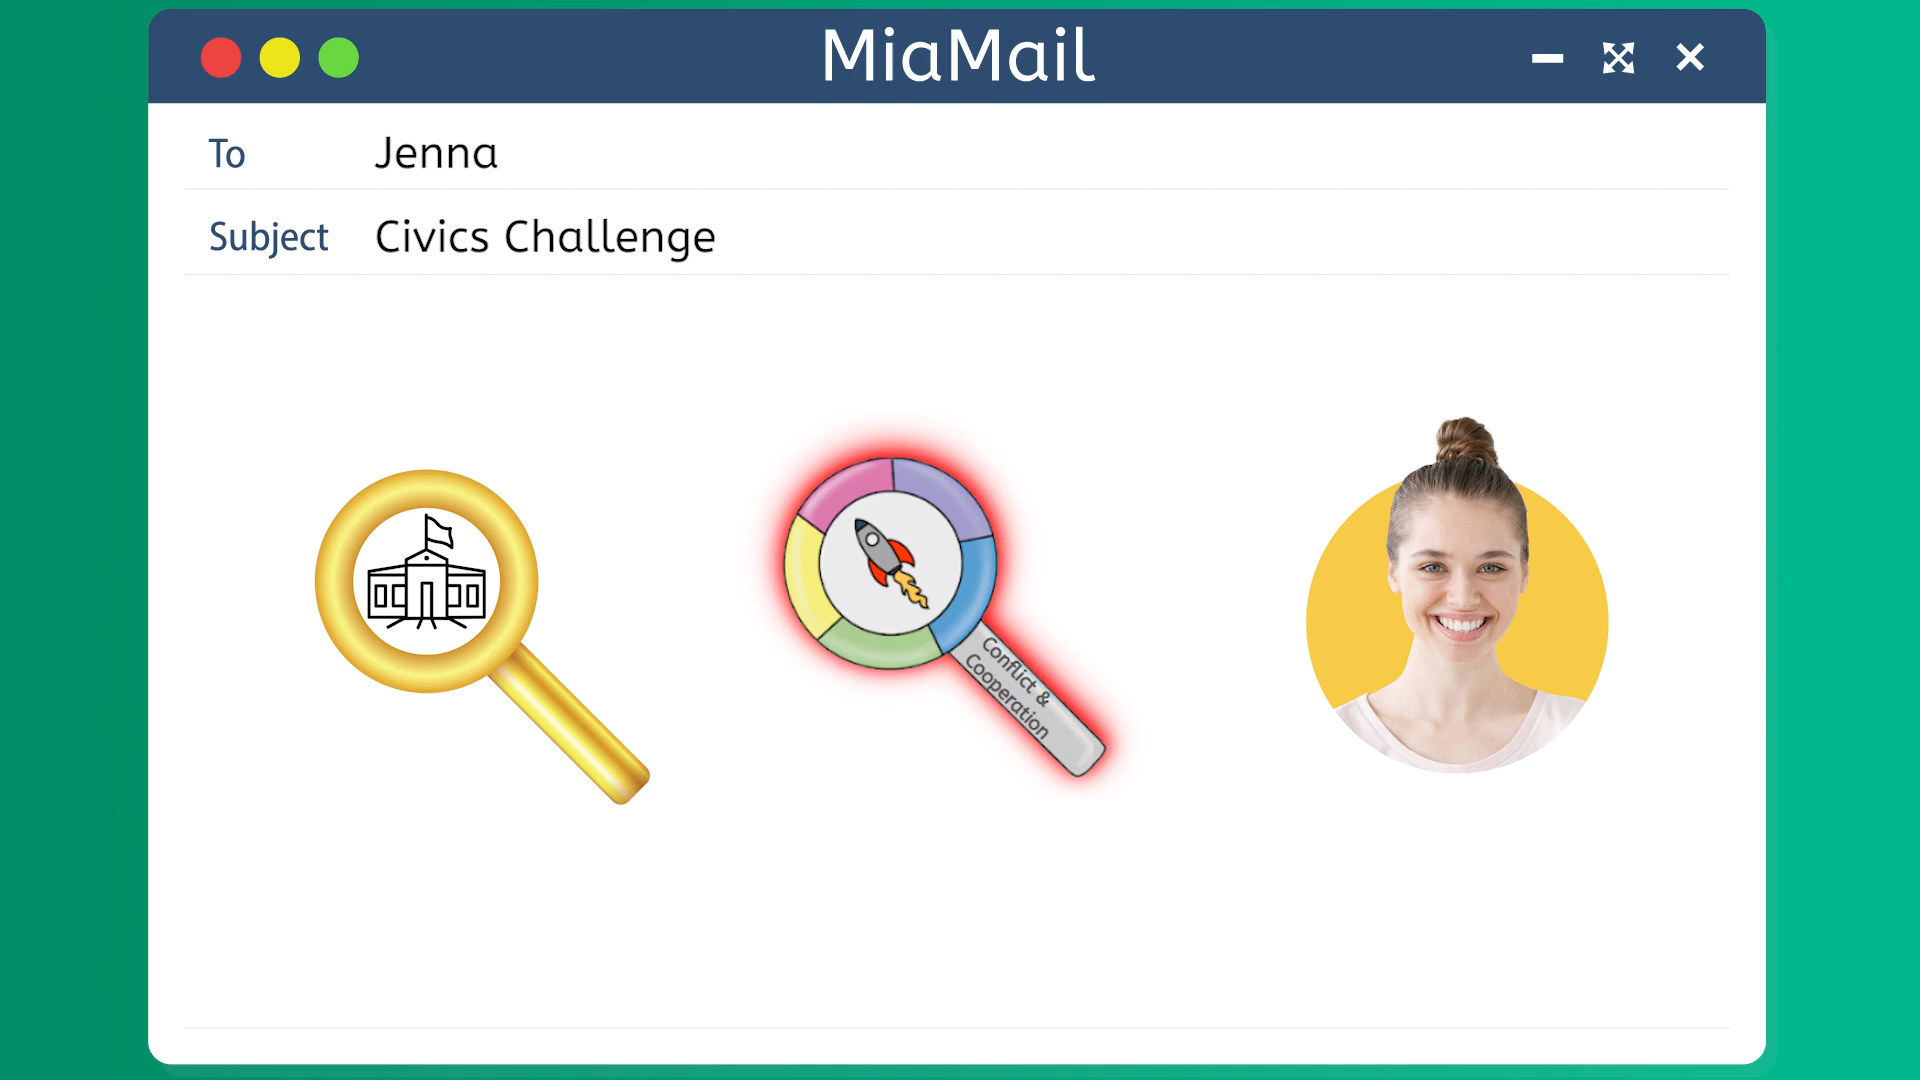 MiaMail
To Jenna
Subject Civics Challenge
Conflict &
Cooperation